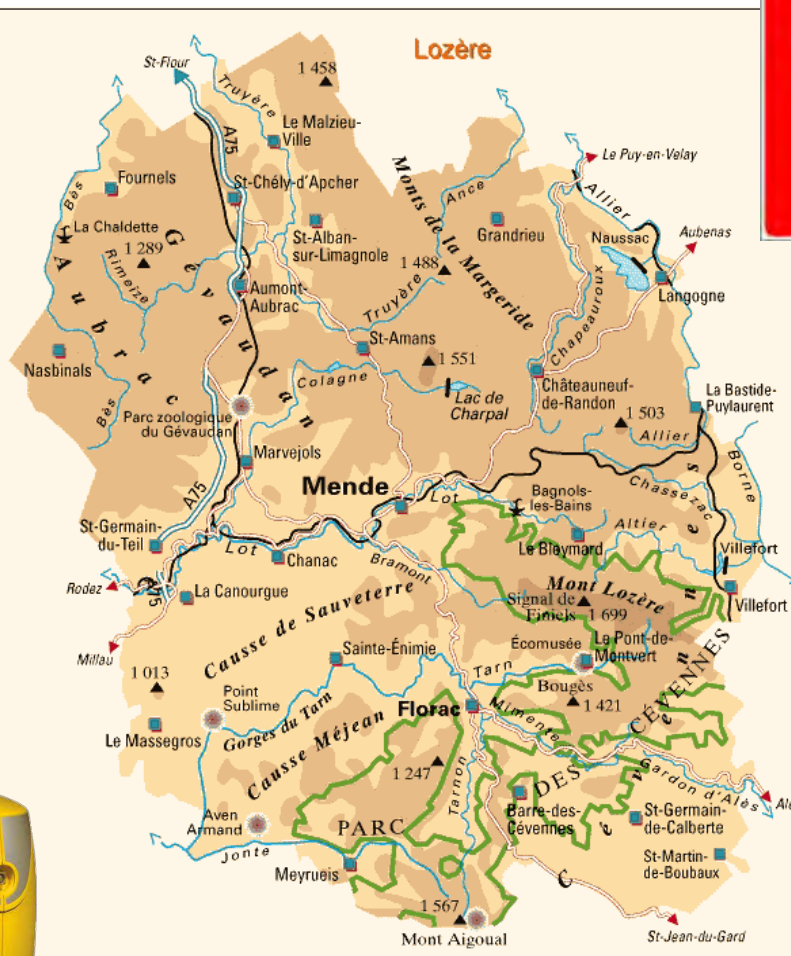 Lozère
St-Flour
1 458
Truyère
Le Malzieu-
Ville
A75
Le Puy-en-Velay
Monts de la Margeride
Fournels
Bès
St-Chély-d'Apcher
Ance
Allier
La Chaldette
1 289
St-Alban-
sur-Limagnole
Grandrieu
Naussac
Aubenas
Gévaudan
Rimeize
1 488
Aubrac
Aumont-
Aubrac
Truyère
Chapeauroux
Langogne
Nasbinals
St-Amans
1 551
Colagne
Lac de
Charpal
Châteauneuf-
de-Randon
La Bastide-
Puylaurent
Bès
Parc zoologique
du Gévaudan
1 503
Allier
Marvejols
Borne
Mende
Lot
A75
Bagnols-
les-Bains
Chassezac
St-Germain-
du-Teil
Lot
Altier
Le Bleymard
Villefort
Chanac
Bramont
Rodez
A75
La Canourgue
Mont Lozère
Villefort
Causse de Sauveterre
Signal de
Finiels 1 699
Écomusée
Le Pont-de-
Montvert
Millau
Sainte-Énimie
Tarn
1 013
Point
Sublime
Bougès
1 421
Florac
Mimente
Le Massegros
Gorges du Tarn
Causse Méjean
Cévennes
1 247
Tarnon
PARC
DES
CÉVENNES
Gardon d'Alès
Alè
Aven
Armand
Barre-des-
Cévennes
St-Germain-
de-Calberte
Jonte
Meyrueis
St-Martin-
de-Boubaux
1 567
Mont Aigoual
St-Jean-du-Gard